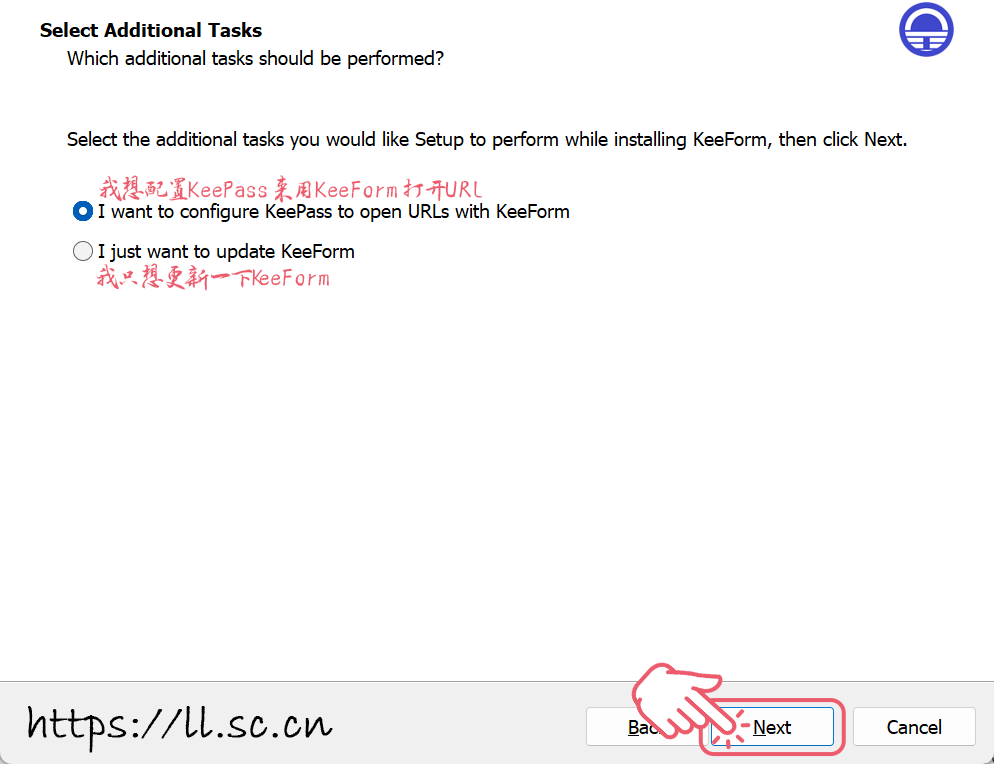 Select Additional Tasks
Which additional tasks should be performed?
Select the additional tasks you would like Setup to perform while installing KeeForm, then click Next.
我想配置KeePass来用KeeForm打开URL
I want to configure KeePass to open URLs with KeeForm
I just want to update KeeForm
我只想更新一下KeeForm
https://ll.sc.cn
Back Next Cancel